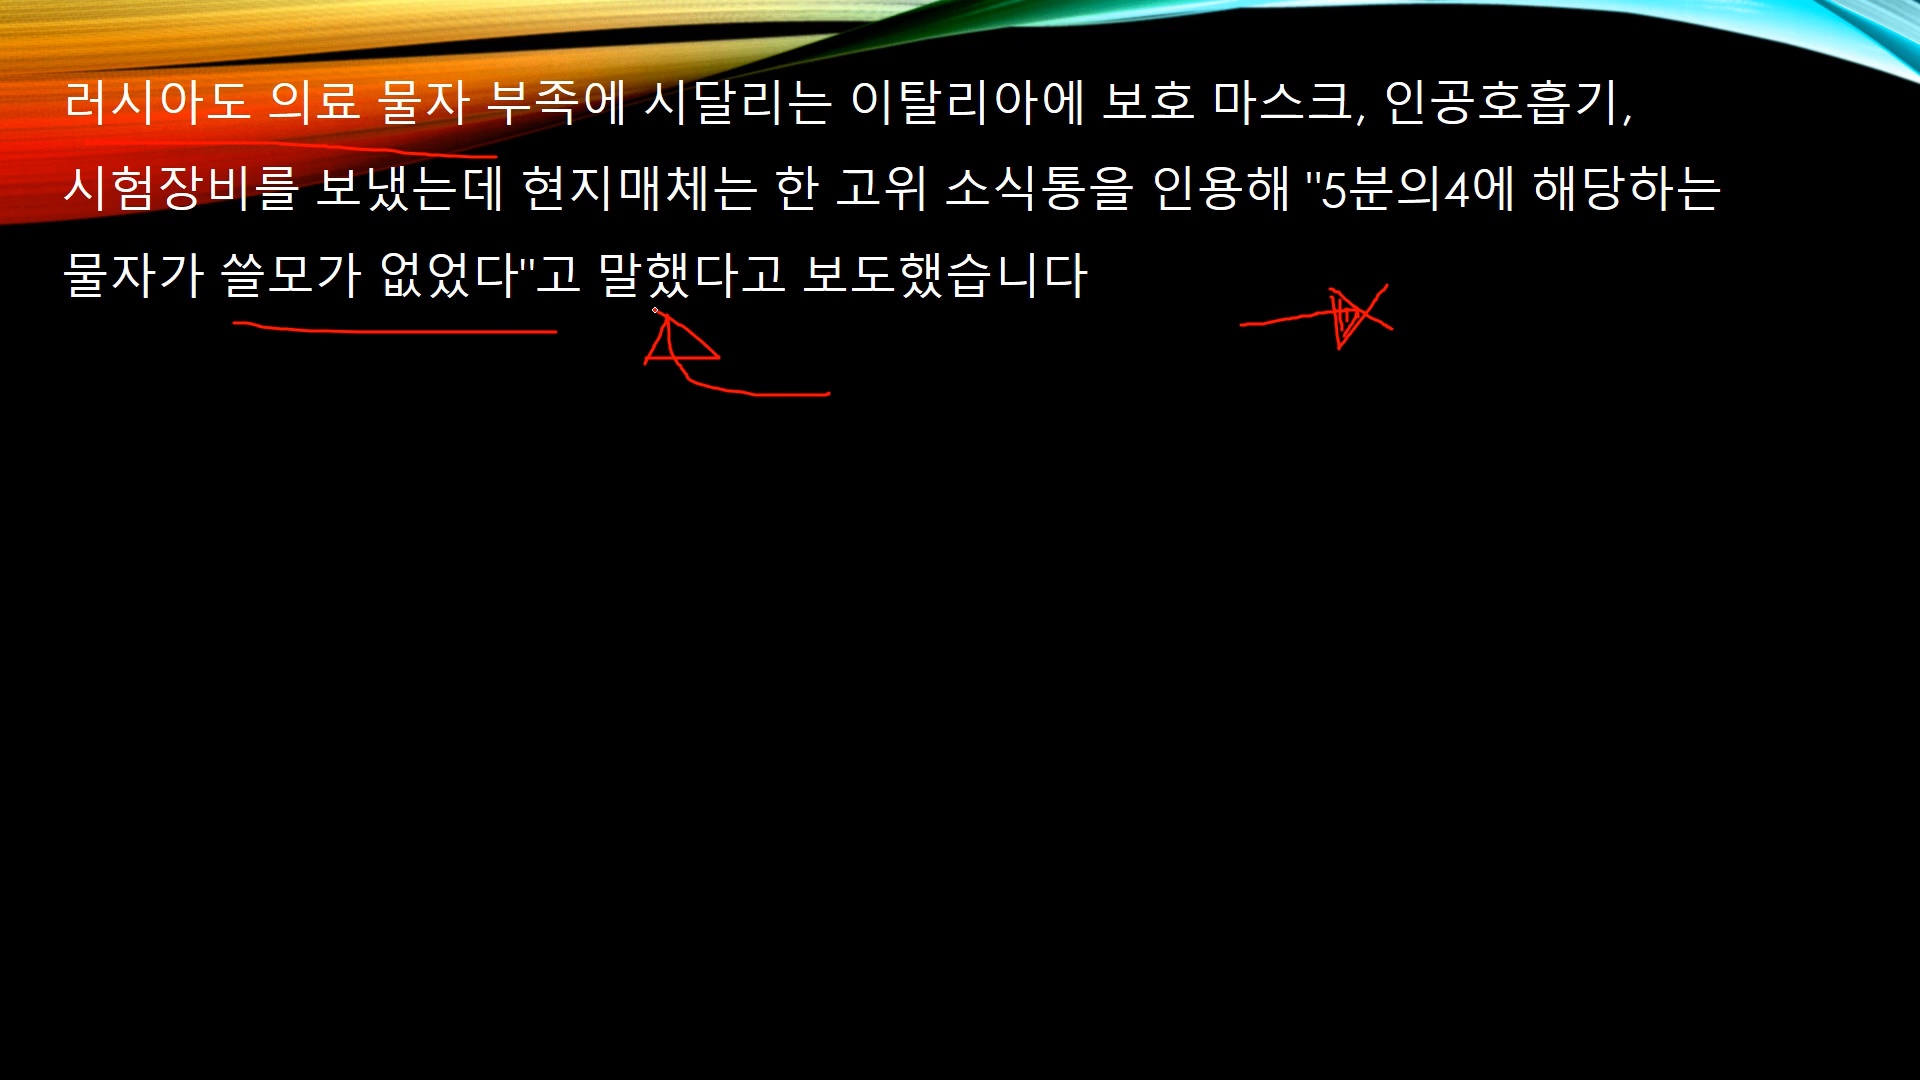 러시아도 의료 물자 부족에 시달리는 이탈리아에 보호 마스크, 인공호흡기,
시험장비를 보냈는데 현지매체는 한 고위 소식통을 인용해 "5분의4에 해당하는
물자가 쓸모가 없었다"고 말했다고 보도했습니다